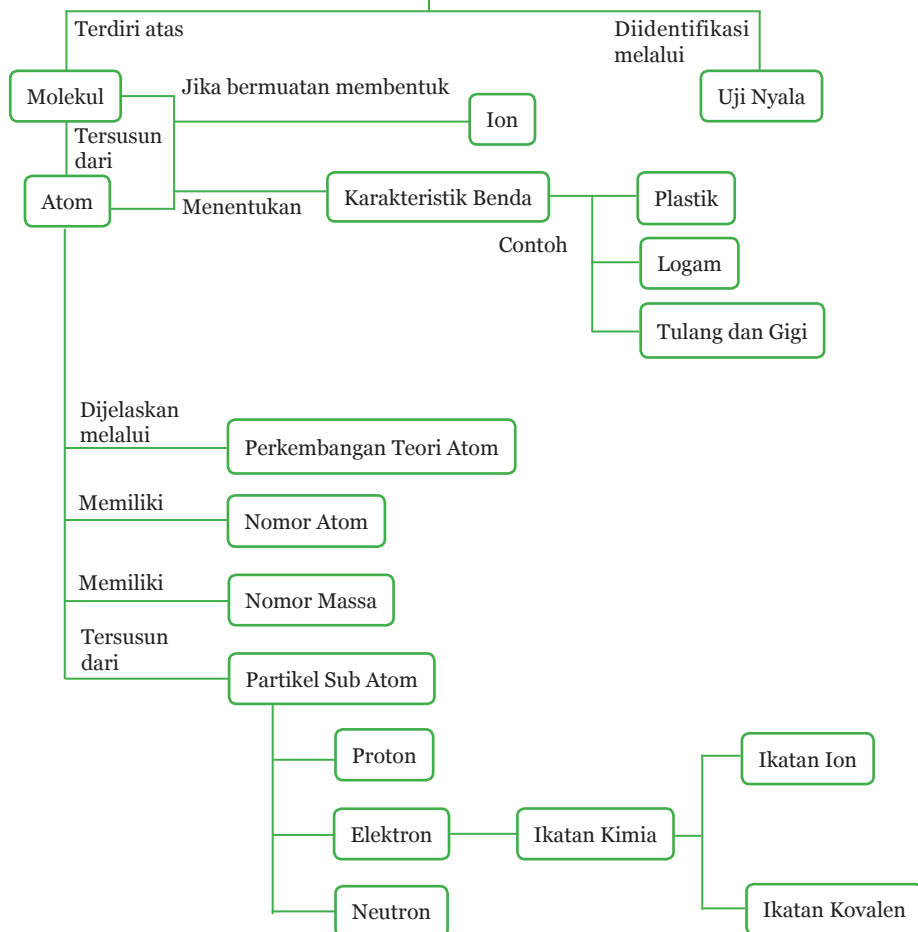 Terdiri atas
Diidentifikasi
melalui
Molekul
Jika bermuatan membentuk
Ion
Uji Nyala
Tersusun
dari
Atom
Menentukan
Karakteristik Benda
Plastik
Contoh
Logam
Tulang dan Gigi
Dijelaskan
melalui
Perkembangan Teori Atom
Memiliki
Nomor Atom
Memiliki
Nomor Massa
Tersusun
dari
Partikel Sub Atom
Proton
Ikatan Ion
Elektron
Ikatan Kimia
Neutron
Ikatan Kovalen